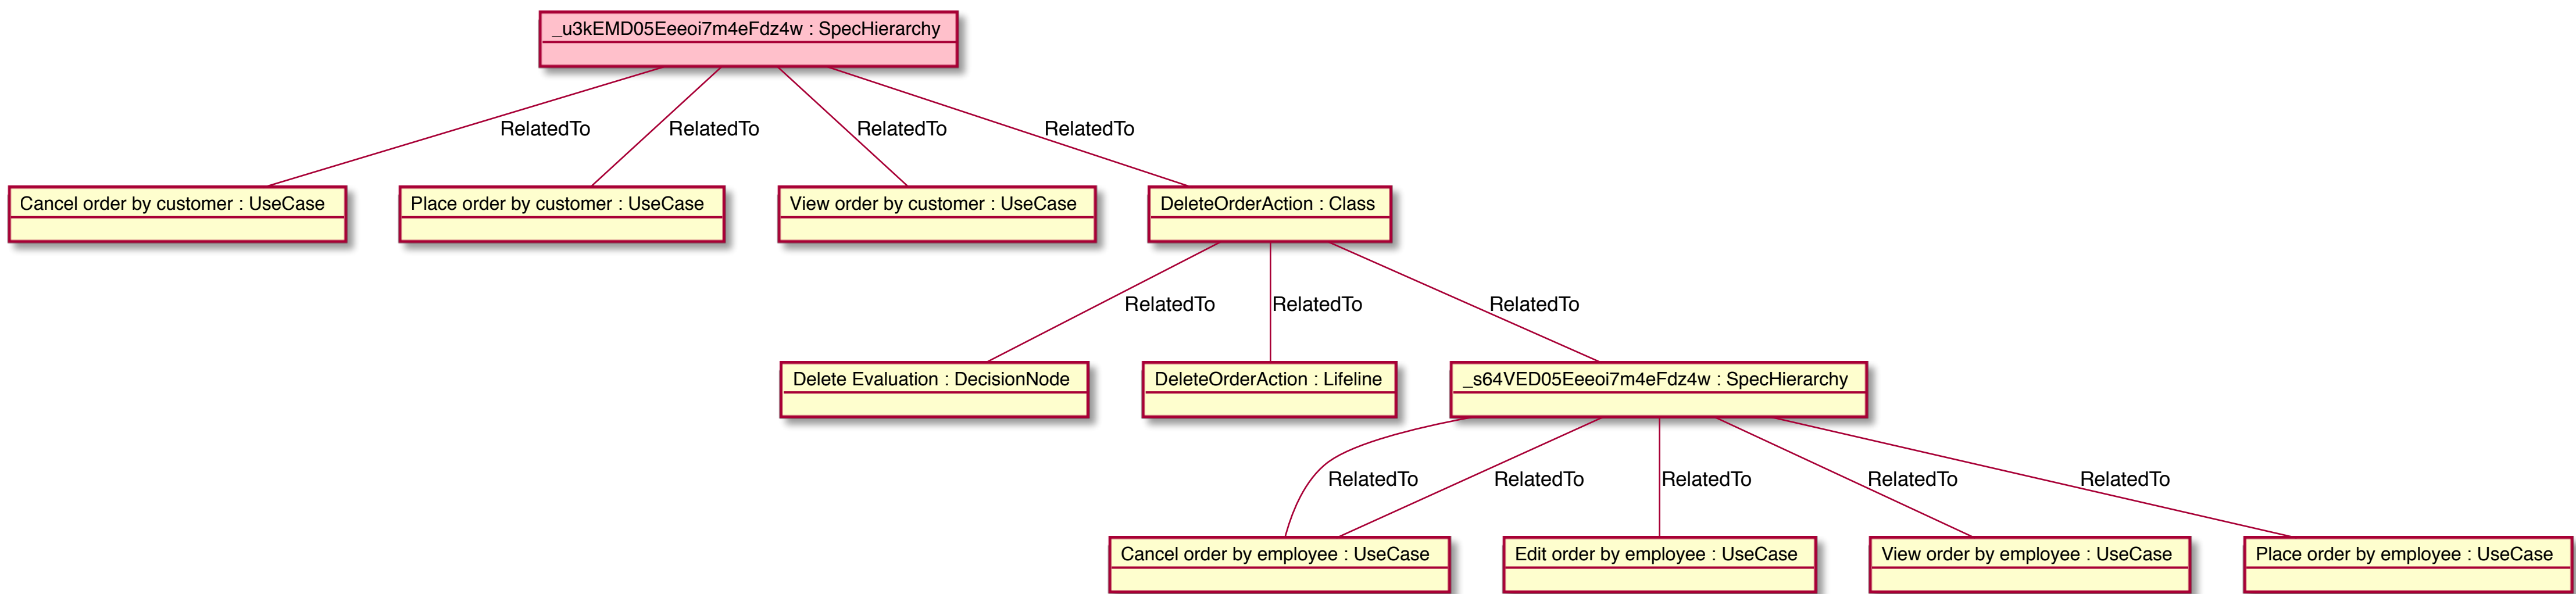 _u3kEMD05Eeeoi7m4eFdz4w : SpecHierarchy
RelatedTo
RelatedTo
RelatedTo
RelatedTo
Cancel order by customer : UseCase
Place order by customer : UseCase
View order by customer : UseCase
DeleteOrderAction : Class
RelatedTo
RelatedTo
RelatedTo
Delete Evaluation : DecisionNode
DeleteOrderAction : Lifeline
_s64VED05Eeeoi7m4eFdz4w : SpecHierarchy
RelatedTo
RelatedTo
RelatedTo
RelatedTo
RelatedTo
Cancel order by employee : UseCase
Edit order by employee : UseCase
View order by employee : UseCase
Place order by employee : UseCase